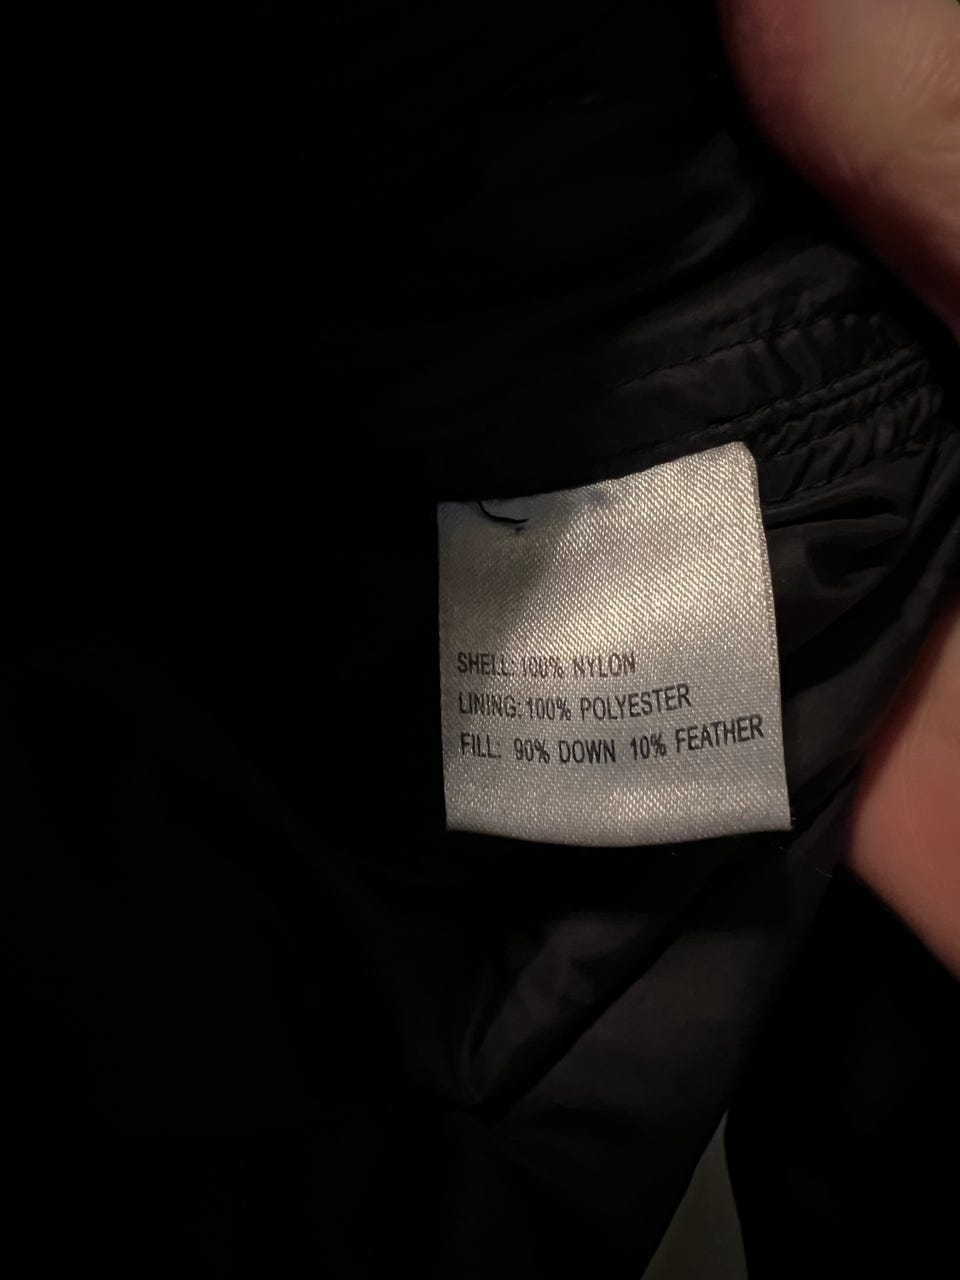 SHELL: 100% NYLON
LINING: 100% POLYESTER
FILL: 90% DOWN 10% FEATHER